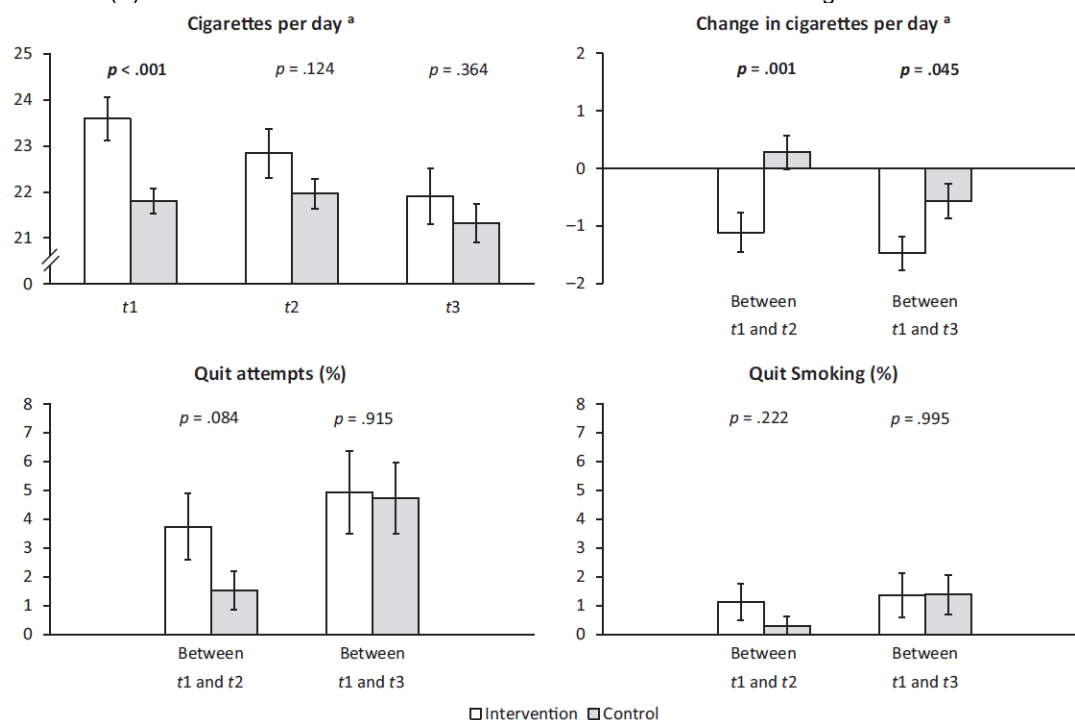 Cigarettes per day a
p < .001 p = .124 p = .364
25
24
23
22
21
0
t1 t2 t3
Change in cigarettes per day a
p = .001 p = .045
2
1
0
−1
−2
Between Between
t1 and t2 t1 and t3
Quit attempts (%)
p = .084 p = .915
8
7
6
5
4
3
2
1
0
Between Between
t1 and t2 t1 and t3
Quit Smoking (%)
p = .222 p = .995
8
7
6
5
4
3
2
1
0
Between Between
t1 and t2 t1 and t3
Intervention Control